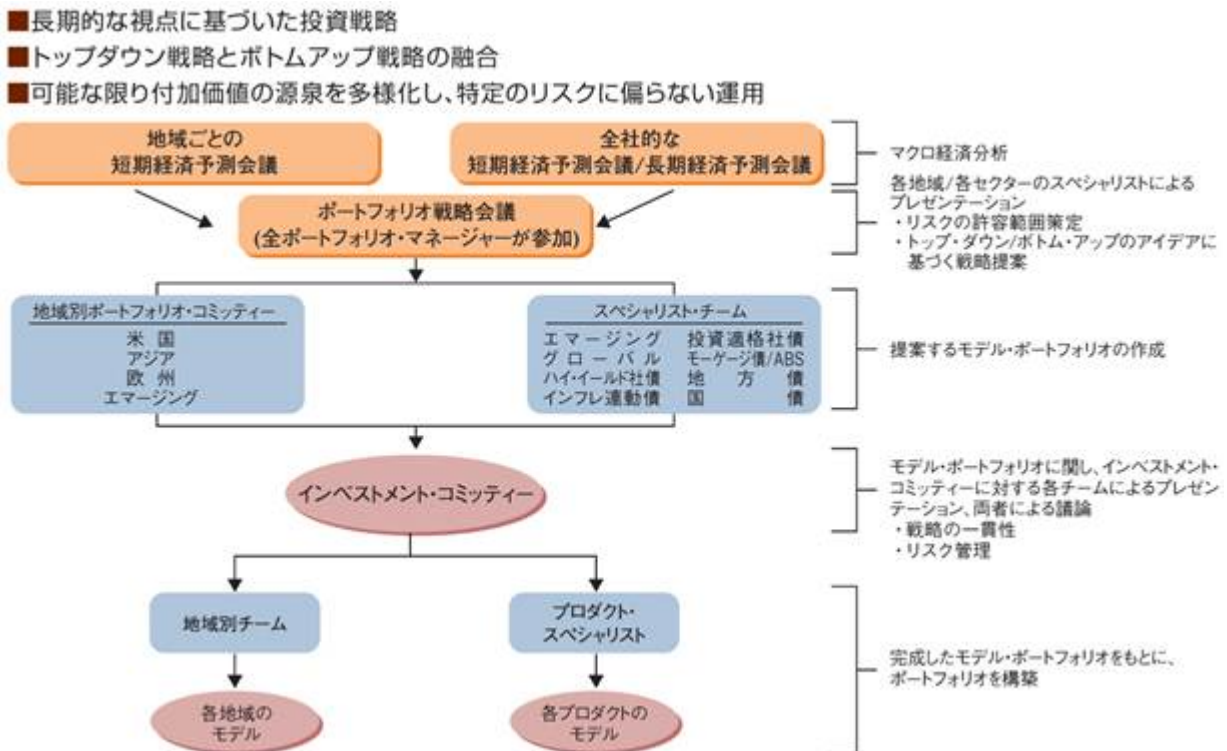 ■長期的な視点に基づいた投資戦略
■トップダウン戦略とボトムアップ戦略の融合
■可能な限り付加価値の源泉を多様化し、特定のリスクに偏らない運用
地域ごとの
短期経済予測会議
全社的な
短期経済予測会議/長期経済予測会議
マクロ経済分析
ポートフォリオ戦略会議
(全ポートフォリオ・マネージャーが参加)
各地域/各セクターのスペシャリストによる
プレゼンテーション
・リスクの許容範囲策定
・トップ・ダウン/ボトム・アップのアイデアに
基づく戦略提案
地域別ポートフォリオ・コミッティー
米 国
アジア
欧 州
エマージング
スペシャリスト・チーム
エマージング 投資適格社債
グローバル モーゲージ債/ABS
ハイ・イールド社債 地方債
インフレ連動債 国債
提案するモデル・ポートフォリオの作成
インベストメント・コミッティー
モデル・ポートフォリオに関し、インベストメント・
コミッティーに対する各チームによるプレゼン
テーション、両者による議論
・戦略の一貫性
・リスク管理
地域別チーム
プロダクト・
スペシャリスト
完成したモデル・ポートフォリオをもとに、
ポートフォリオを構築
各地域の
モデル
各プロダクトの
モデル